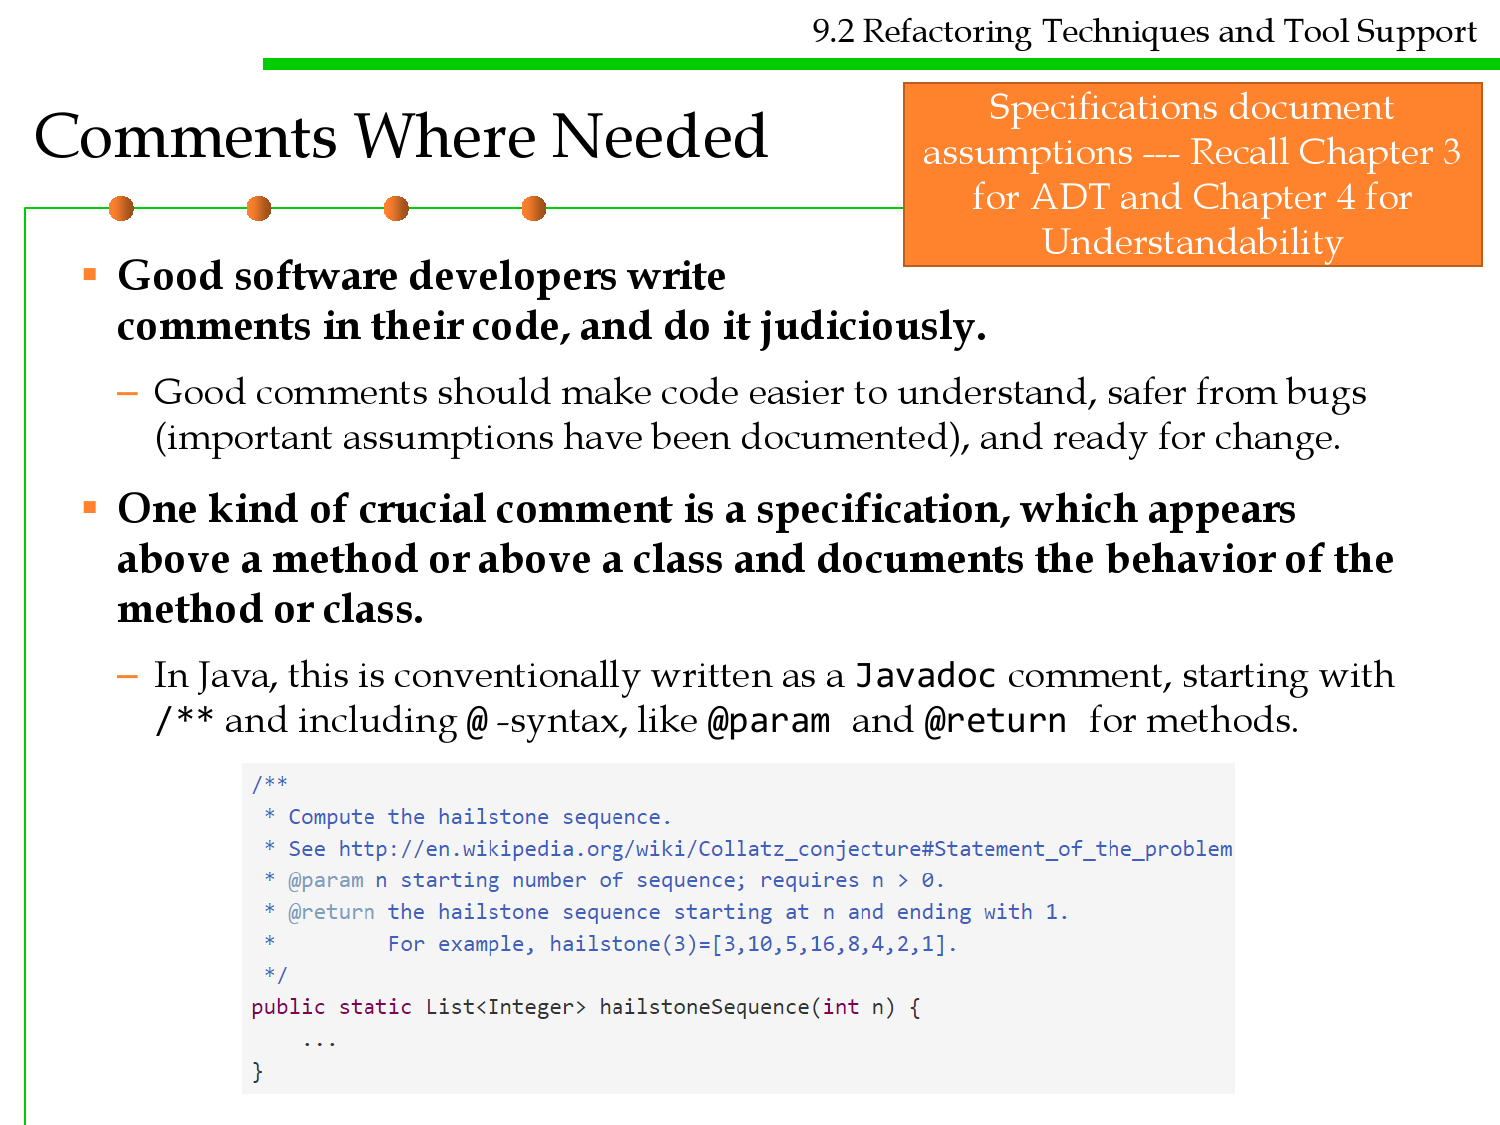 9.2 Refactoring Techniques and Tool Support
Comments Where Needed
Specifications document
assumptions --- Recall Chapter 3
for ADT and Chapter 4 for
Understandability
Good software developers write
comments in their code, and do it judiciously.
– Good comments should make code easier to understand, safer from bugs
(important assumptions have been documented), and ready for change.
One kind of crucial comment is a specification, which appears
above a method or above a class and documents the behavior of the
method or class.
– In Java, this is conventionally written as a Javadoc comment, starting with
/** and including @ -syntax, like @param and @return for methods.
/**
 * Compute the hailstone sequence.
 * See http://en.wikipedia.org/wiki/Collatz_conjecture#Statement_of_the_problem
 * @param n starting number of sequence; requires n > 0.
 * @return the hailstone sequence starting at n and ending with 1.
 *         For example, hailstone(3)=[3,10,5,16,8,4,2,1].
 */
public static List<Integer> hailstoneSequence(int n) {
    ...
}